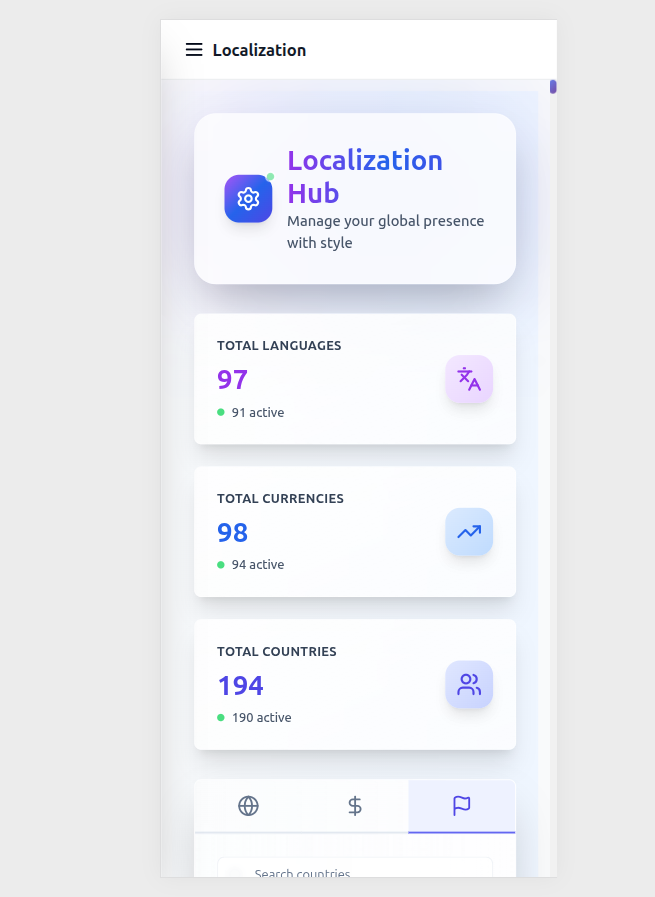 Localization
Localization
Hub
Manage your global presence
with style
TOTAL LANGUAGES
97
91 active
TOTAL CURRENCIES
98
94 active
TOTAL COUNTRIES
194
190 active
Search countries